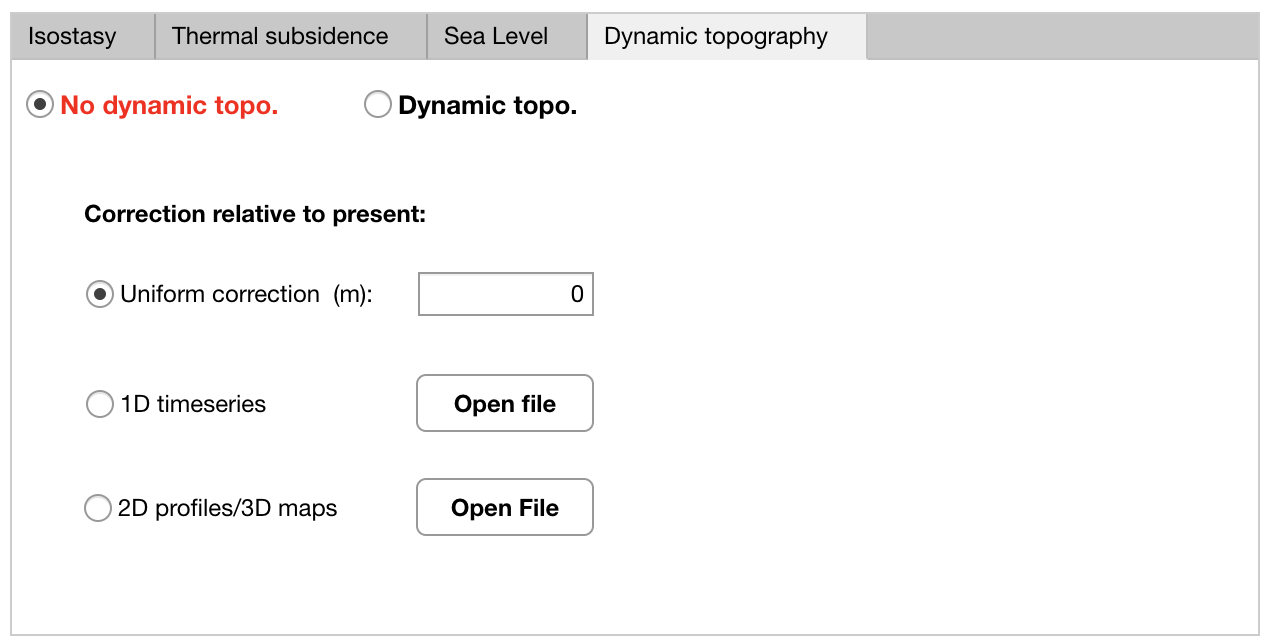 Isostasy Thermal subsidence Sea Level Dynamic topography
No dynamic topo. Dynamic topo.
Correction relative to present:
Uniform correction (m): 0
1D timeseries Open file
2D profiles/3D maps Open File